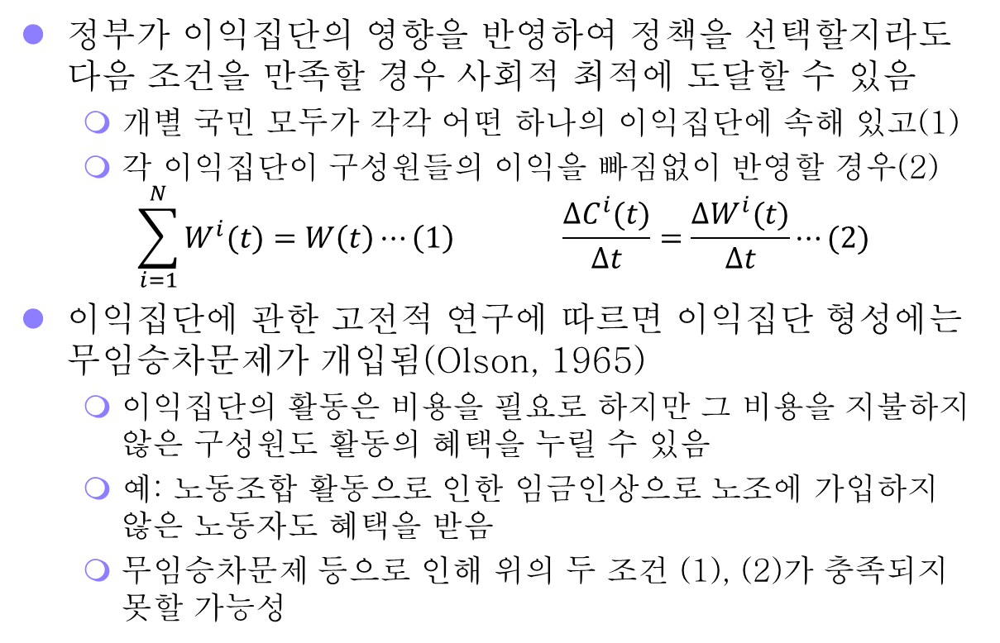 ● 정부가 이익집단의 영향을 반영하여 정책을 선택할지라도
다음 조건을 만족할 경우 사회적 최적에 도달할 수 있음
❍ 개별 국민 모두가 각각 어떤 하나의 이익집단에 속해 있고(1)
❍ 각 이익집단이 구성원들의 이익을 빠짐없이 반영할 경우(2)
$\sum_{i=1}^{N} W^i(t) = W(t) \cdots (1)$ $\frac{\Delta C^i(t)}{\Delta t} = \frac{\Delta W^i(t)}{\Delta t} \cdots (2)$
● 이익집단에 관한 고전적 연구에 따르면 이익집단 형성에는
무임승차문제가 개입됨(Olson, 1965)
❍ 이익집단의 활동은 비용을 필요로 하지만 그 비용을 지불하지
않은 구성원도 활동의 혜택을 누릴 수 있음
❍ 예: 노동조합 활동으로 인한 임금인상으로 노조에 가입하지
않은 노동자도 혜택을 받음
❍ 무임승차문제 등으로 인해 위의 두 조건 (1), (2)가 충족되지
못할 가능성